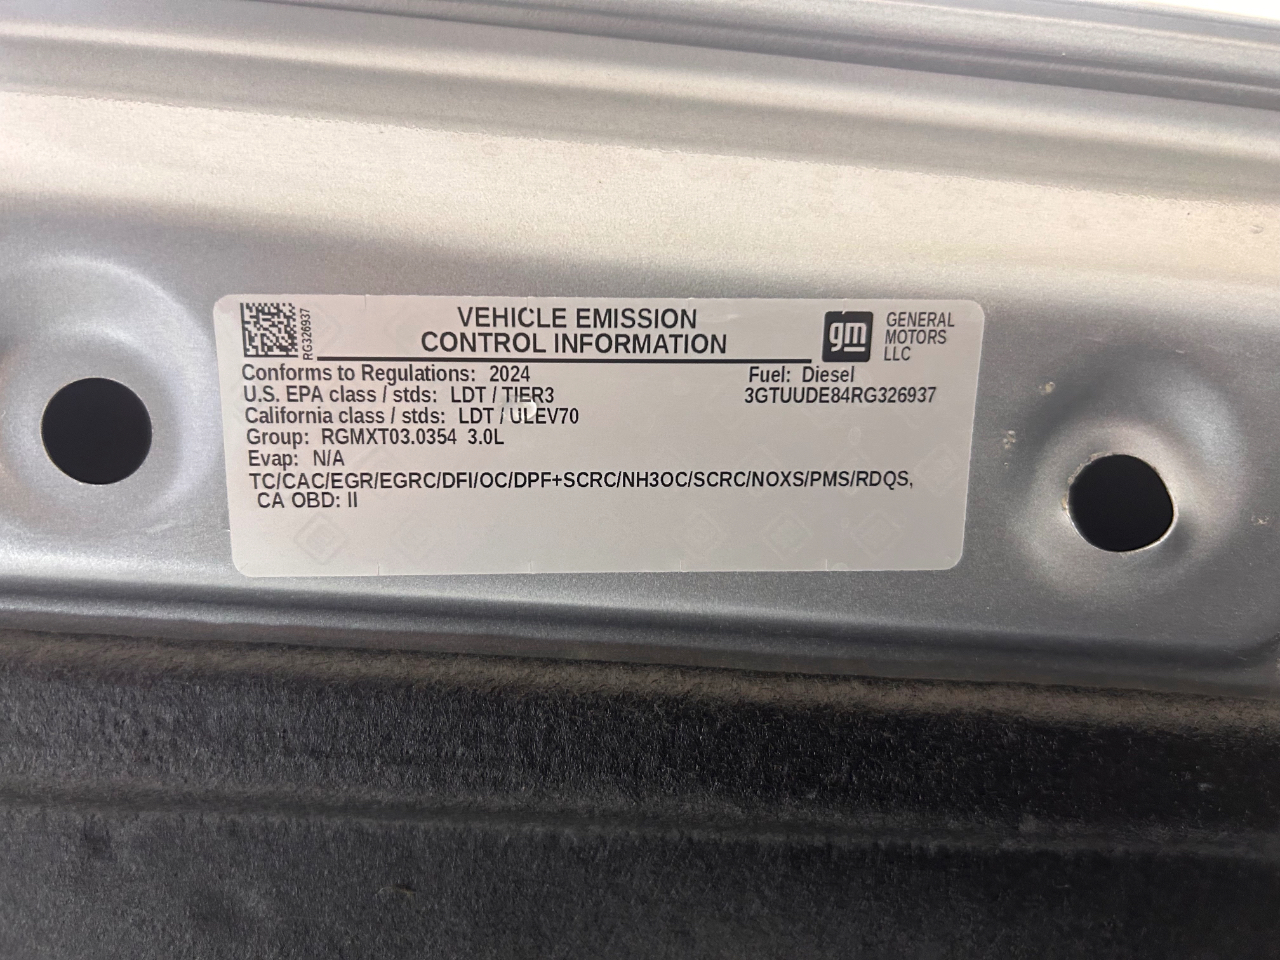 RG326937
VEHICLE EMISSION
CONTROL INFORMATION
gm
GENERAL
MOTORS
LLC
Conforms to Regulations: 2024
Fuel: Diesel
U.S. EPA class / stds: LDT / TIER3
3GTUUDE84RG326937
California class / stds: LDT / ULEV70
Group: RGMXT03.0354 3.0L
Evap: N/A
TC/CAC/EGR/EGRC/DFI/OC/DPF+SCRC/NH3OC/SCRC/NOXS/PMS/RDQS,
CA OBD: II